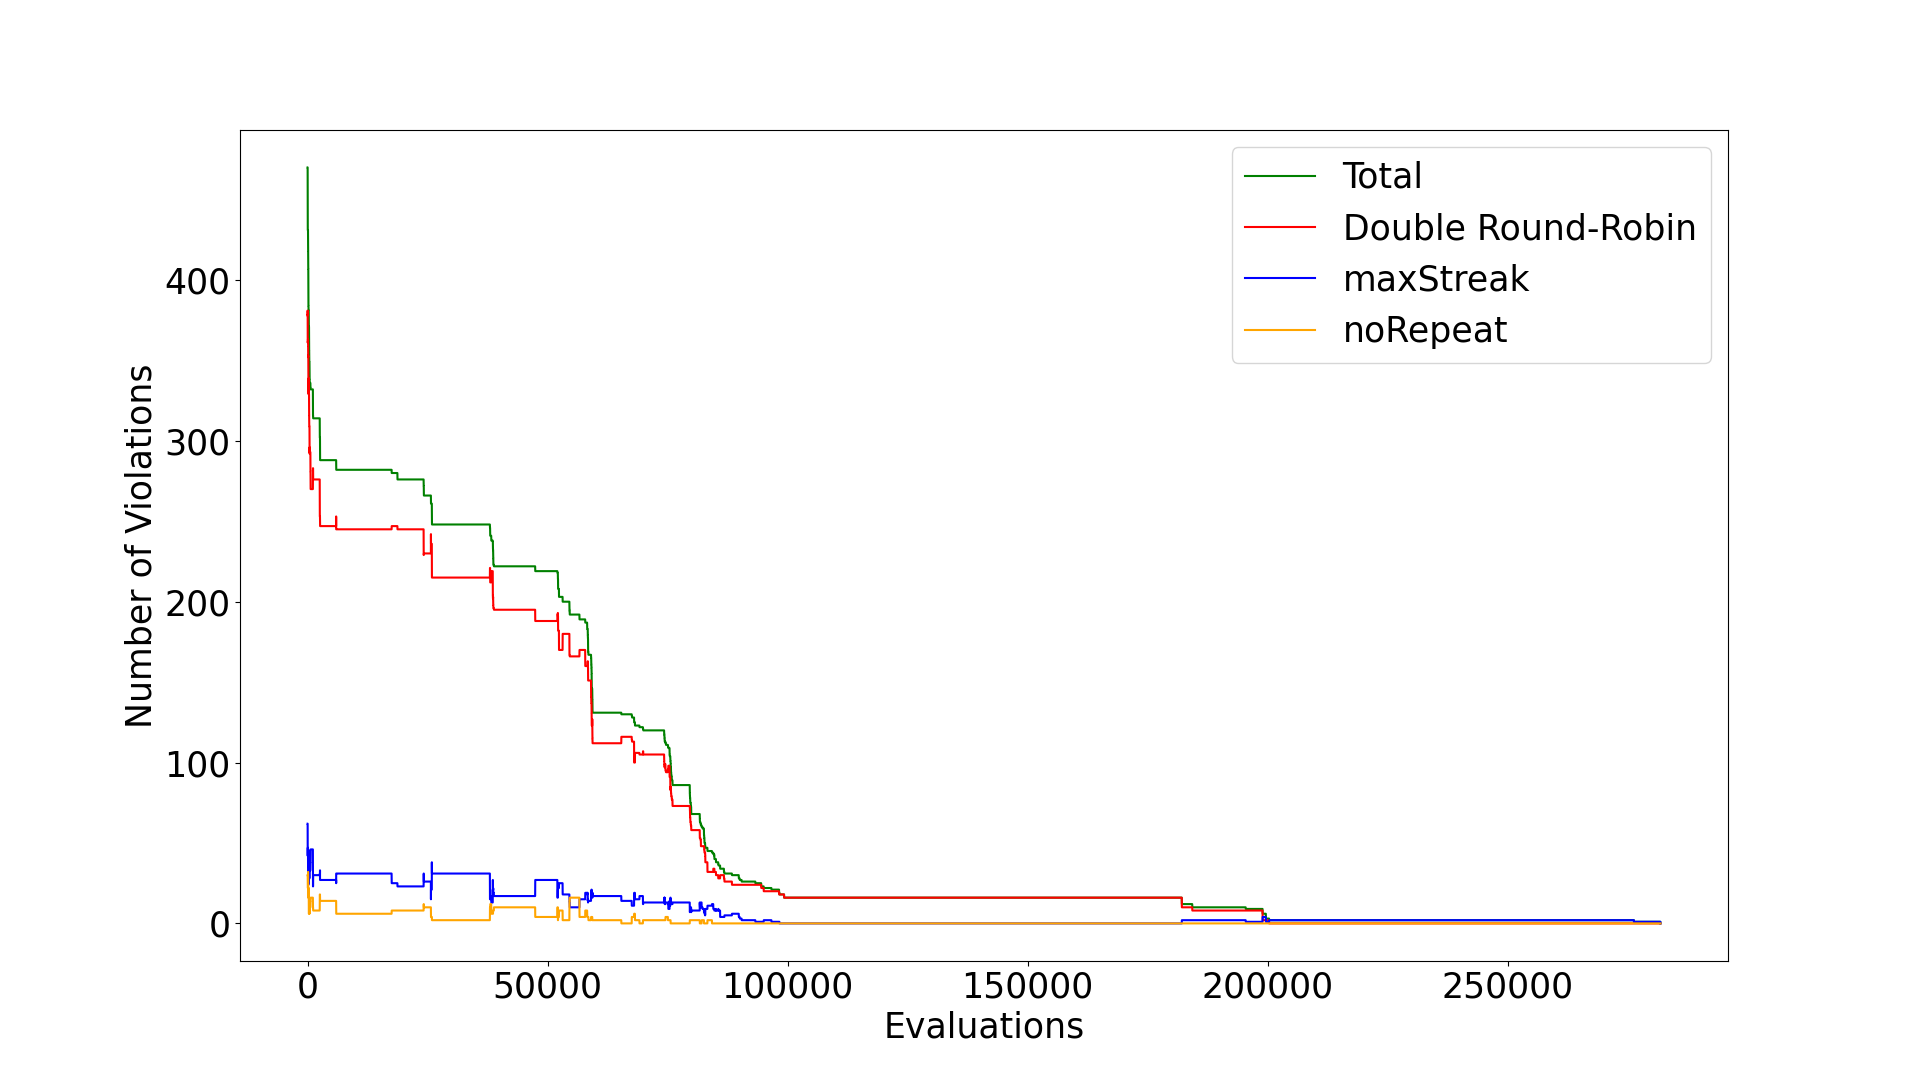 Total
Double Round-Robin
maxStreak
noRepeat
Number of Violations
400
300
200
100
0
0 50000 100000 150000 200000 250000
Evaluations